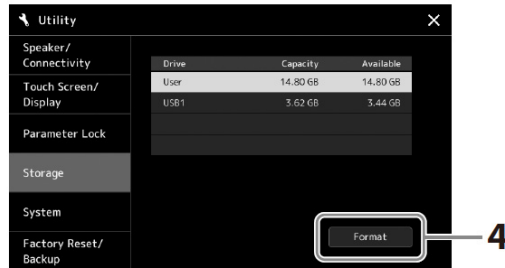 Utility
Speaker/
Connectivity
Touch Screen/
Display
Parameter Lock
Storage
System
Factory Reset/
Backup
Drive Capacity Available
User 14.80 GB 14.80 GB
USB1 3.62 GB 3.44 GB
Format
4